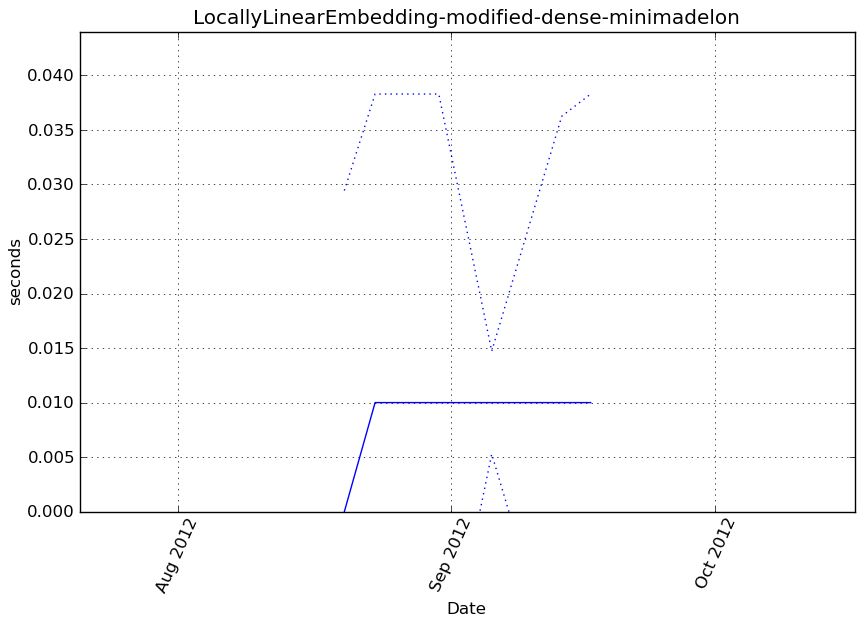 LocallyLinearEmbedding-modified-dense-minimadelon
0.040
0.035
0.030
0.025
0.020
0.015
0.010
0.005
0.000
seconds
Aug 2012
Sep 2012
Oct 2012
Date